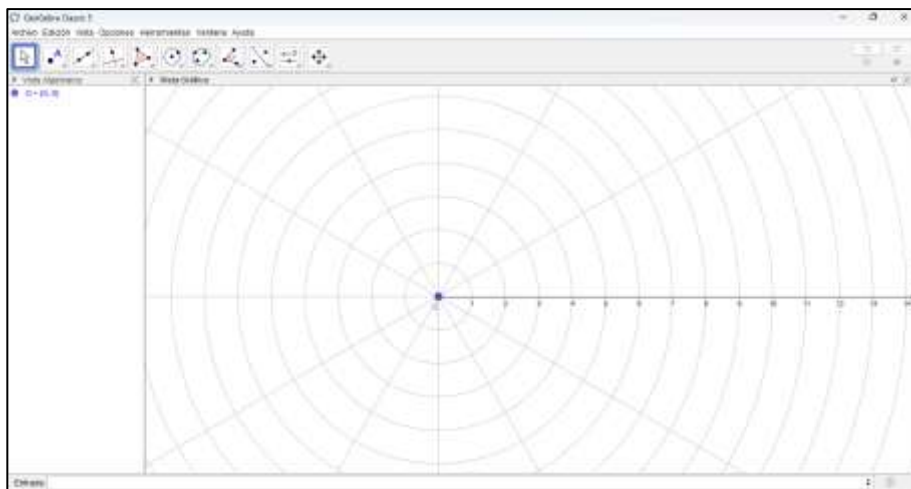 GeoGebra Classic 5
Archivo Edición Vista Opciones Herramientas Ventana Ayuda
Vista Algebraica
Vista Gráfica
1 2 3 4 5 6 7 8 9 10 11 12 13 14
Entrada: